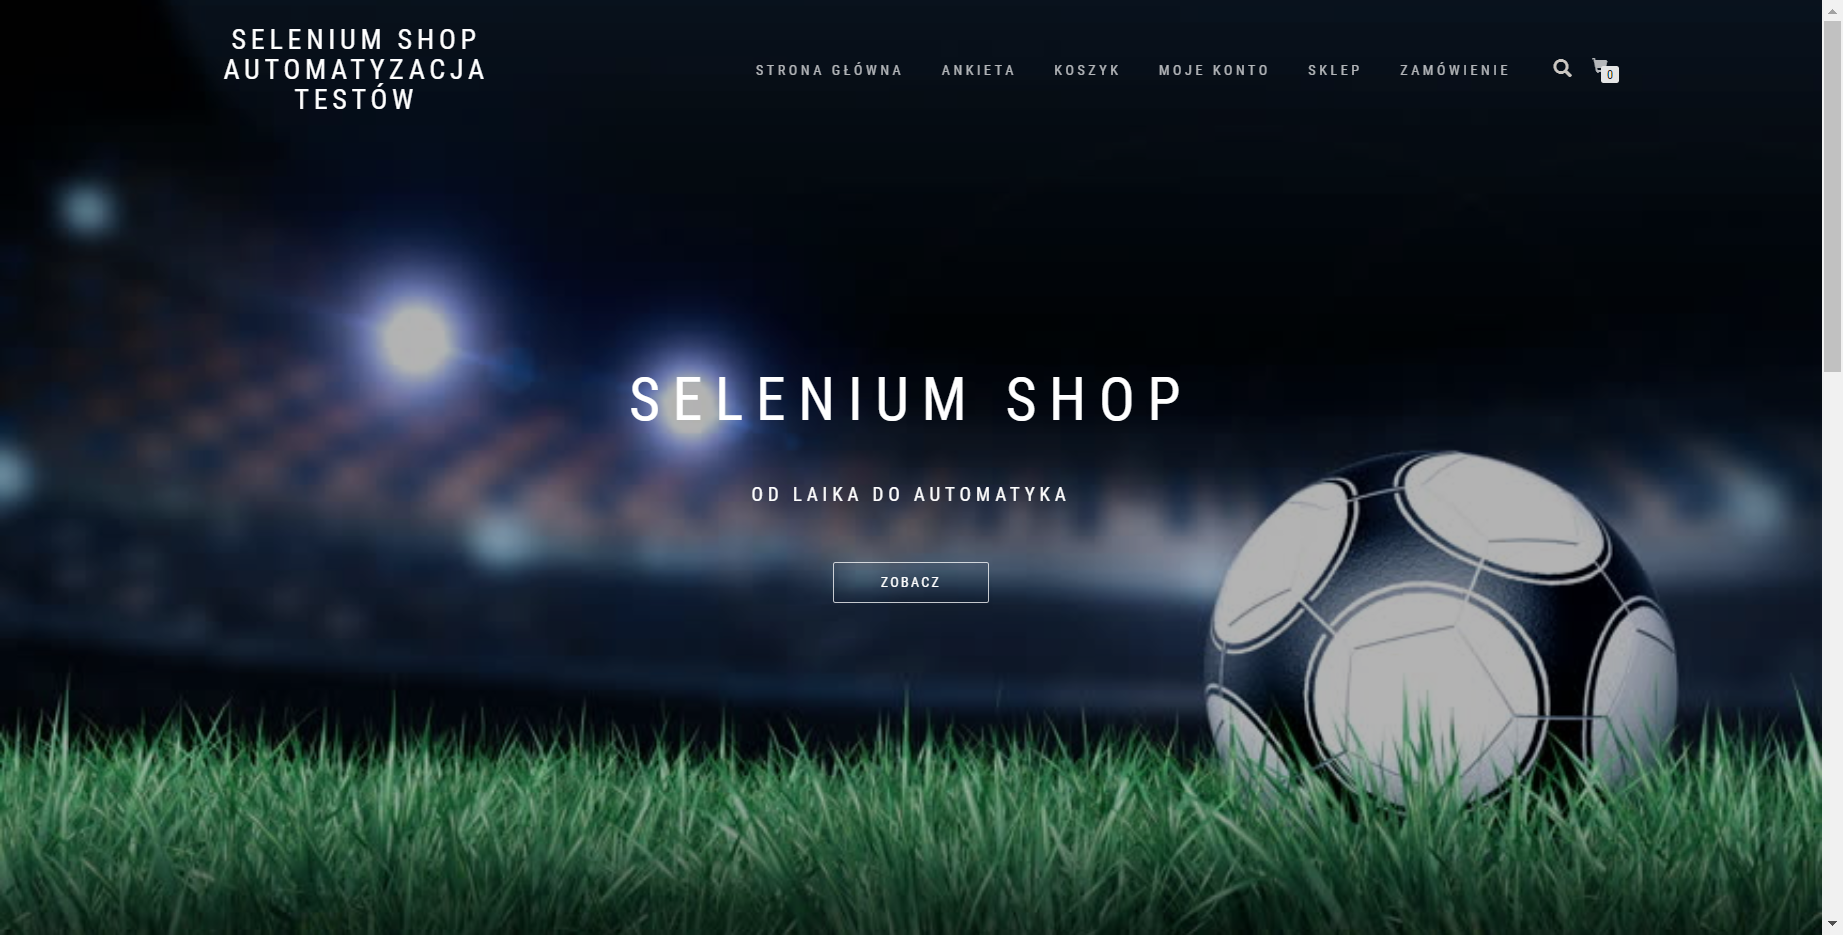 SELENIUM SHOP
AUTOMATYZACJA
TESTÓW
STRONA GŁÓWNA ANKIETA KOSZYK MOJE KONTO SKLEP ZAMÓWIENIE 0
SELENIUM SHOP
OD LAIKA DO AUTOMATYKA
ZOBACZ